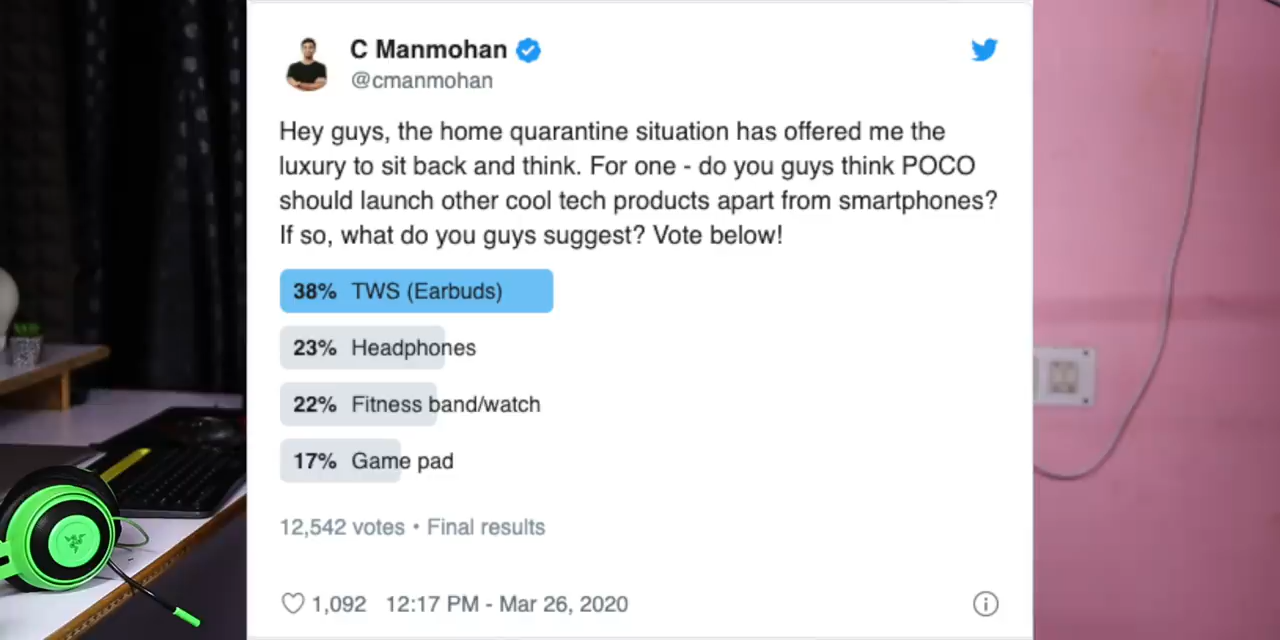 C Manmohan
@cmanmohan
Hey guys, the home quarantine situation has offered me the
luxury to sit back and think. For one - do you guys think POCO
should launch other cool tech products apart from smartphones?
If so, what do you guys suggest? Vote below!
38% TWS (Earbuds)
23% Headphones
22% Fitness band/watch
17% Game pad
12,542 votes • Final results
1,092 12:17 PM - Mar 26, 2020